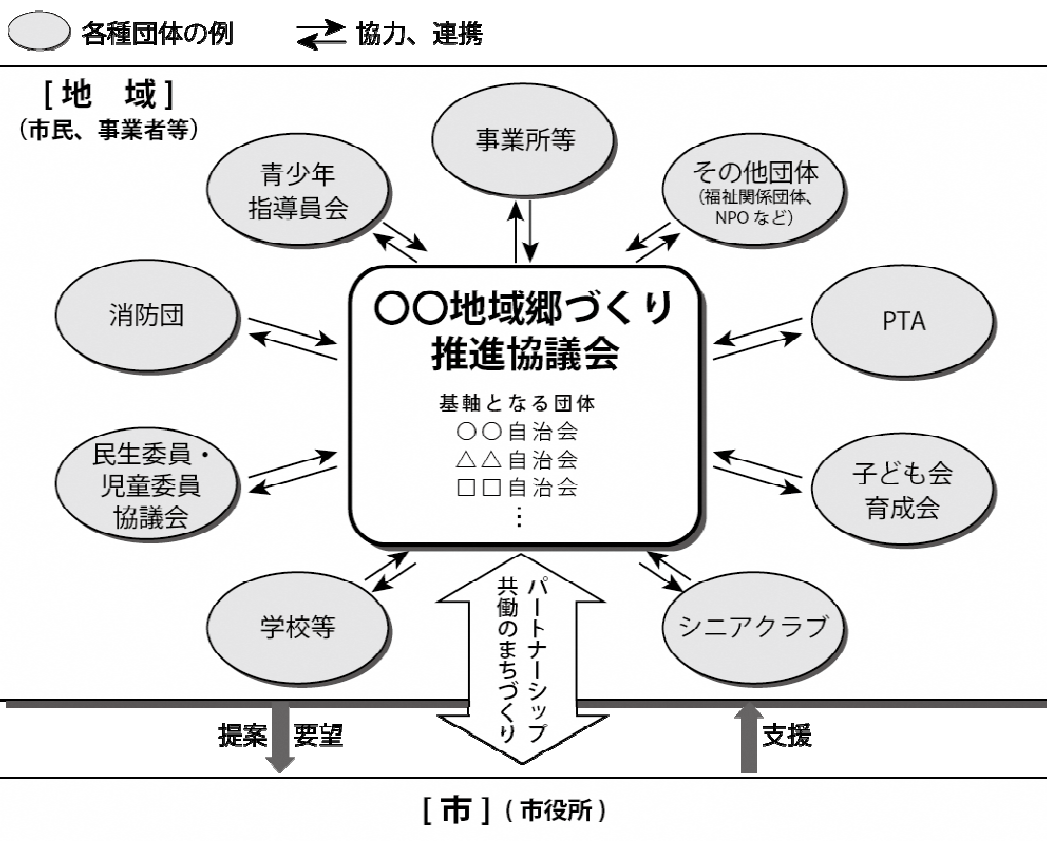 各種団体の例
協力、連携
[ 地　域 ]
（市民、事業者等）
事業所等
青少年
指導員会
その他団体
（福祉関係団体、
NPOなど）
消防団
PTA
〇〇地域郷づくり
推進協議会
基軸となる団体
〇〇自治会
△△自治会
□□自治会
⋮
民生委員・
児童委員
協議会
子ども会
育成会
学校等
シニアクラブ
パートナーシップ
共働のまちづくり
提案
要望
支援
[ 市 ]（市役所）